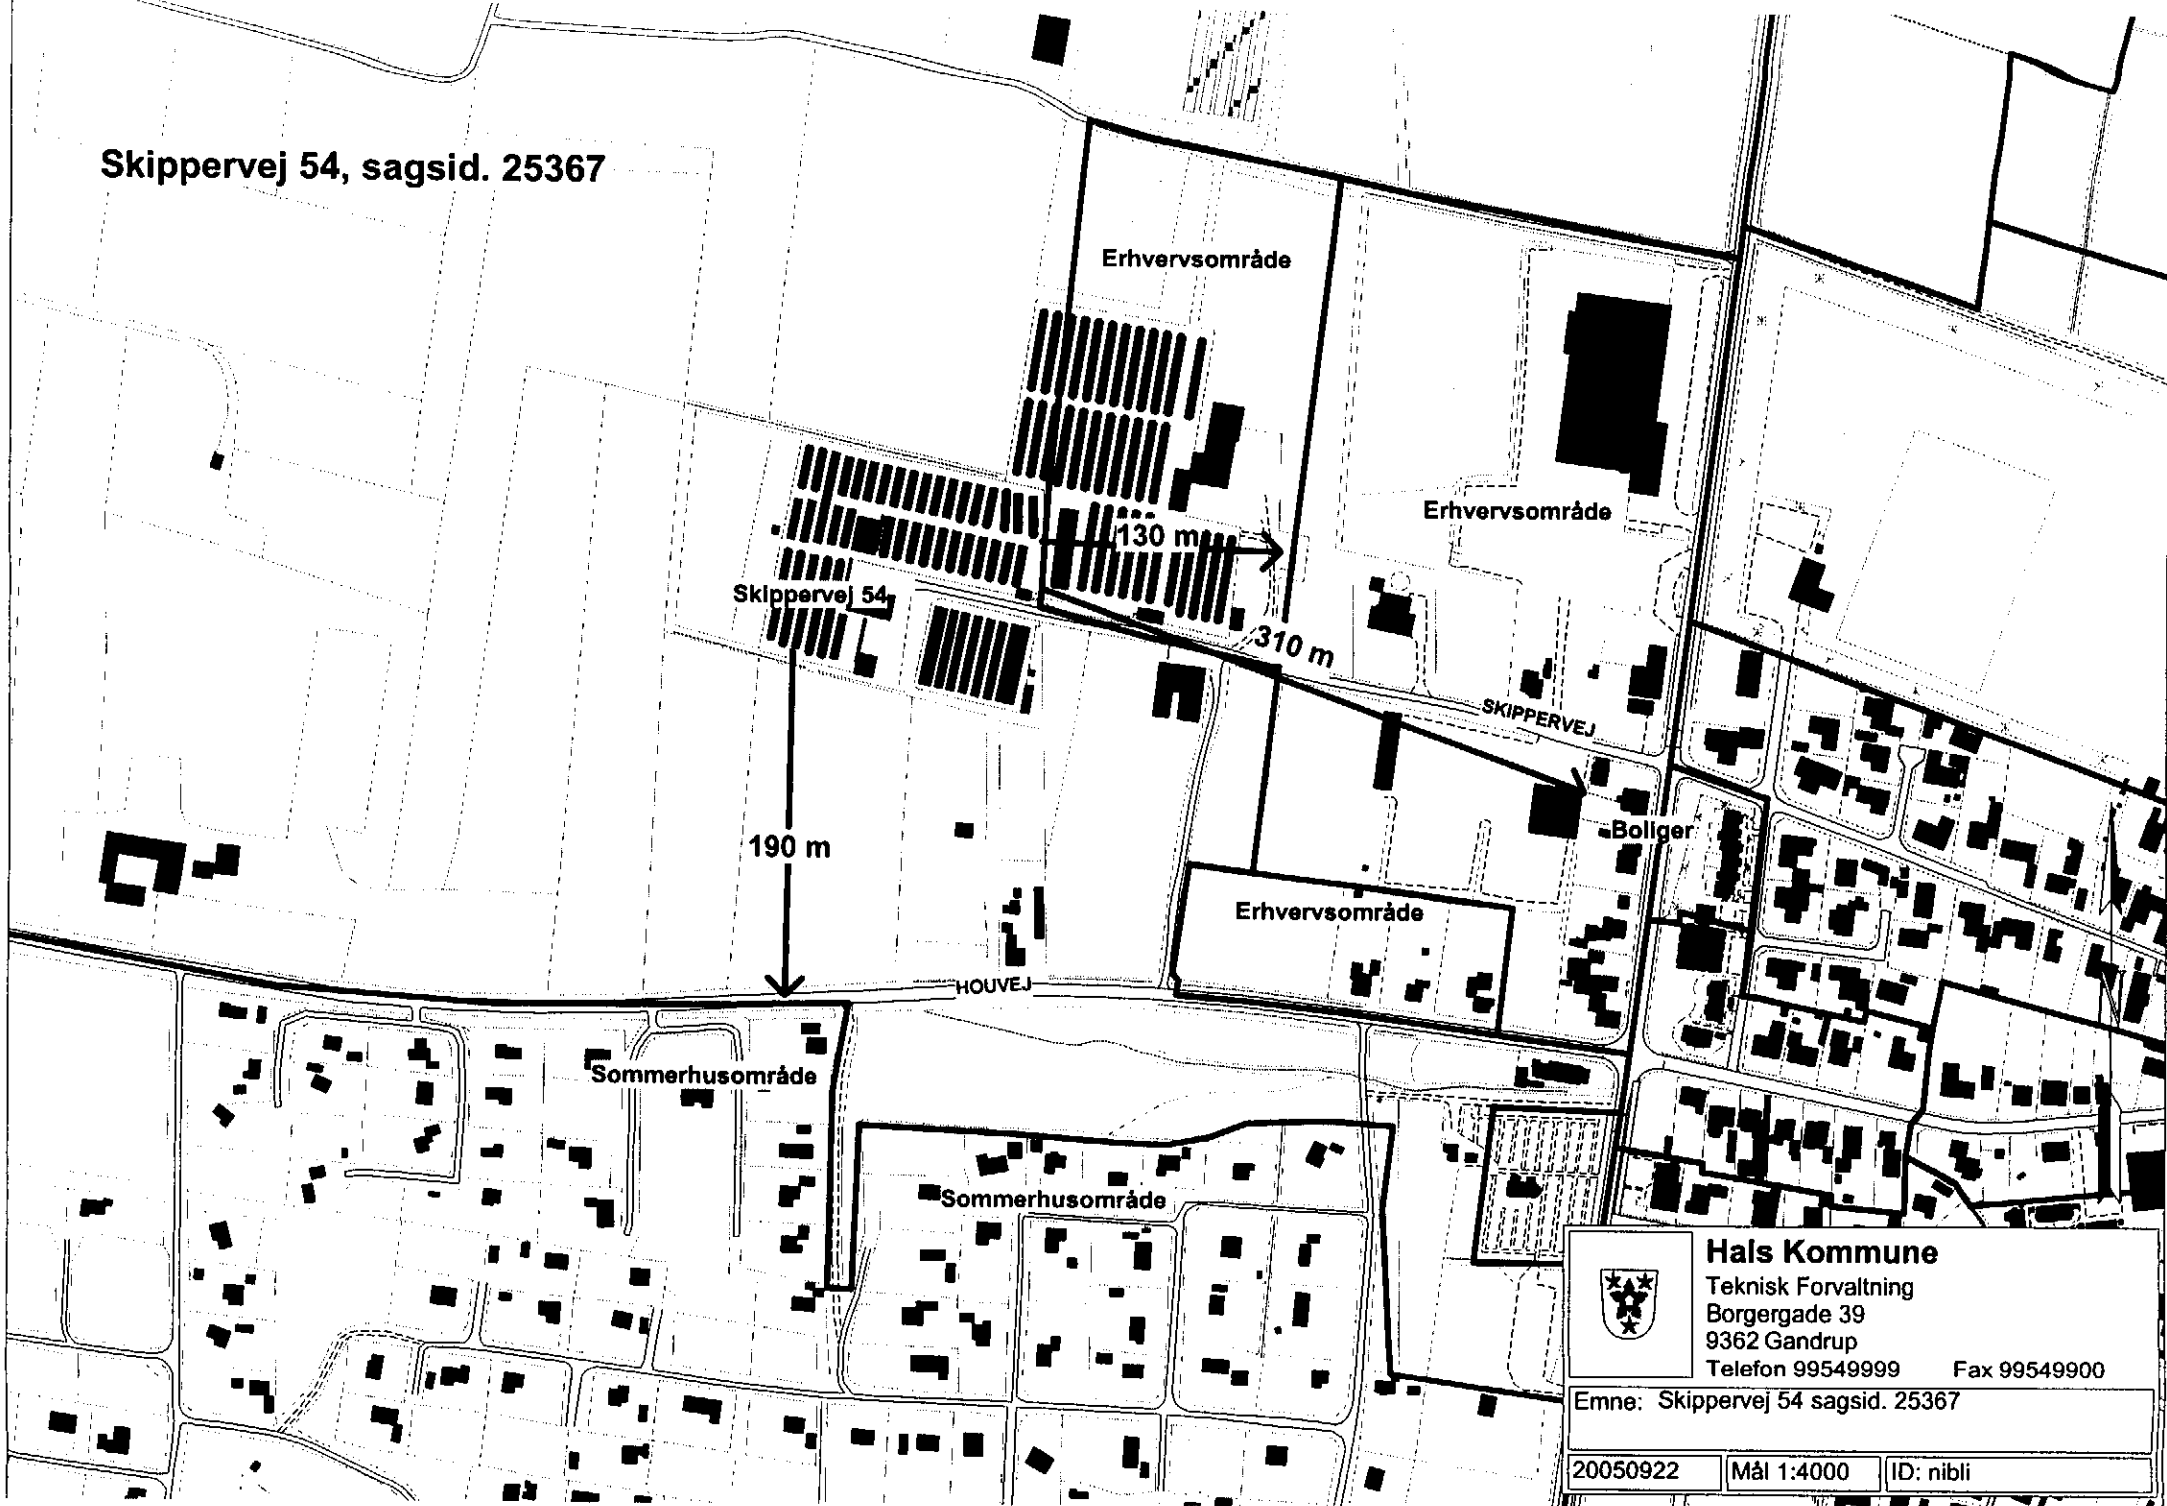 Skippervej 54, sagsid. 25367
Erhvervsområde
Erhvervsområde
130 m
Skippervej 54
310 m
SKIPPERVEJ
190 m
Boliger
Erhvervsområde
HOUVEJ
Sommerhusområde
Sommerhusområde
Hals Kommune
Teknisk Forvaltning
Borgergade 39
9362 Gandrup
Telefon 99549999 Fax 99549900
Emne: Skippervej 54 sagsid. 25367
20050922 Mål 1:4000 ID: nibli